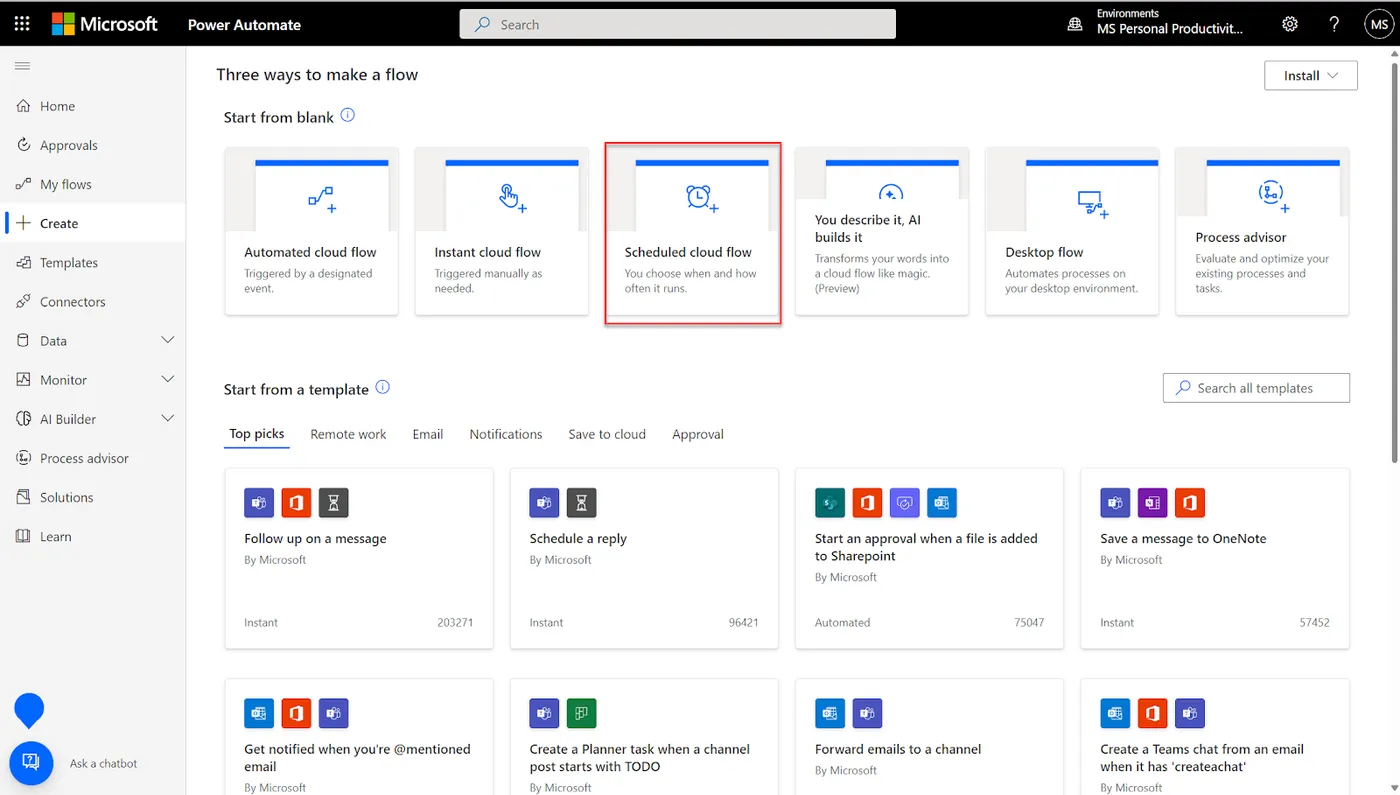 Microsoft
Power Automate
Search
Environments
MS Personal Productivit...
?
MS
Home
Approvals
My flows
Create
Templates
Connectors
Data
Monitor
AI Builder
Process advisor
Solutions
Learn
Ask a chatbot
Three ways to make a flow
Install
Start from blank
Automated cloud flow
Triggered by a designated
event.
Instant cloud flow
Triggered manually as
needed.
Scheduled cloud flow
You choose when and how
often it runs.
You describe it, AI
builds it
Transforms your words into
a cloud flow like magic.
(Preview)
Desktop flow
Automates processes on
your desktop environment.
Process advisor
Evaluate and optimize your
existing processes and
tasks.
Start from a template
Search all templates
Top picks
Remote work
Email
Notifications
Save to cloud
Approval
Follow up on a message
By Microsoft
Instant
203271
Schedule a reply
By Microsoft
Instant
96421
Start an approval when a file is added
to Sharepoint
By Microsoft
Automated
75047
Save a message to OneNote
By Microsoft
Instant
57452
Get notified when you're @mentioned
email
By Microsoft
Create a Planner task when a channel
post starts with TODO
By Microsoft
Forward emails to a channel
By Microsoft
Create a Teams chat from an email
when it has 'createachat'
By Microsoft